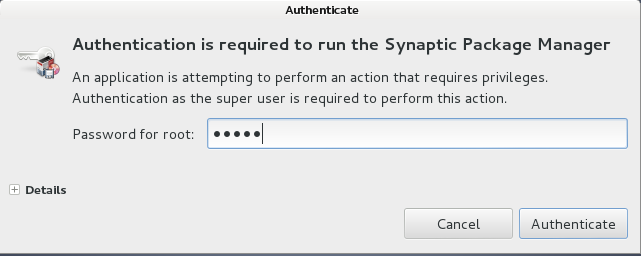 Authenticate
Authentication is required to run the Synaptic Package Manager
An application is attempting to perform an action that requires privileges.
Authentication as the super user is required to perform this action.
Password for root: •••••
Details
Cancel Authenticate